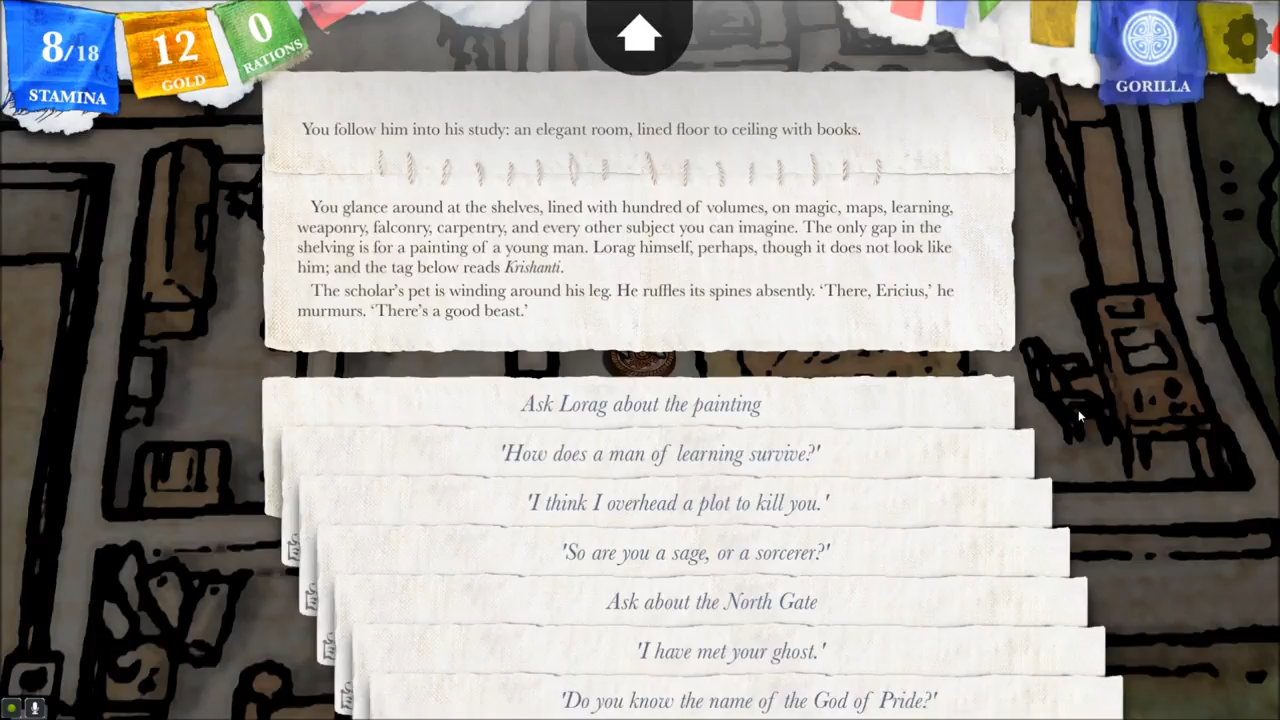 8/18
STAMINA
12
GOLD
0
RATIONS
GORILLA
You follow him into his study: an elegant room, lined floor to ceiling with books.
You glance around at the shelves, lined with hundred of volumes, on magic, maps, learning,
weaponry, falconry, carpentry, and every other subject you can imagine. The only gap in the
shelving is for a painting of a young man. Lorag himself, perhaps, though it does not look like
him; and the tag below reads Krishanti.
The scholar's pet is winding around his leg. He ruffles its spines absently. ‘There, Ericius,’ he
murmurs. ‘There's a good beast.’
Ask Lorag about the painting
'How does a man of learning survive?'
'I think I overhead a plot to kill you.'
'So are you a sage, or a sorcerer?'
Ask about the North Gate
'I have met your ghost.'
'Do you know the name of the God of Pride?'